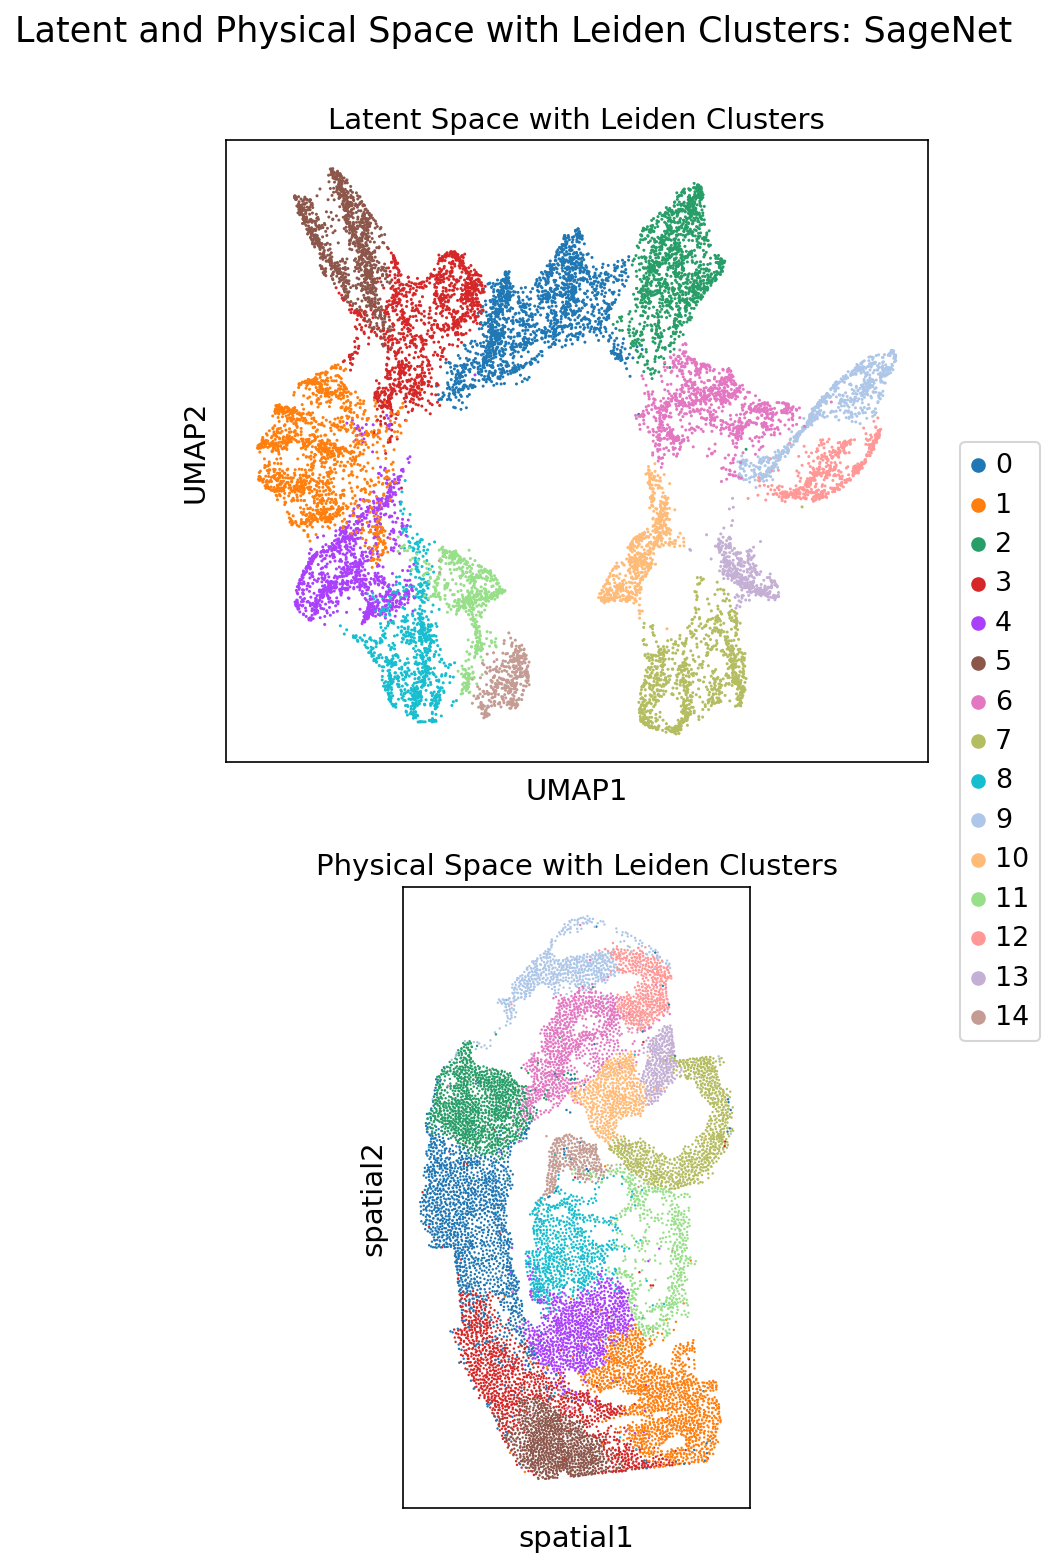 Latent and Physical Space with Leiden Clusters: SageNet
Latent Space with Leiden Clusters
UMAP2
UMAP1
0
1
2
3
4
5
6
7
8
9
10
11
12
13
14
Physical Space with Leiden Clusters
spatial2
spatial1